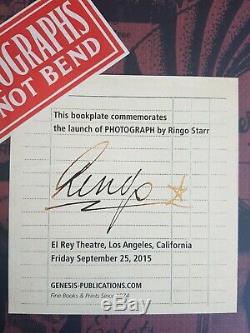 OGRAPHS
NOT BEND
This bookplate commemorates
the launch of PHOTOGRAPH by Ringo Starr
Ringo
El Rey Theatre, Los Angeles, California
Friday September 25, 2015
GENESIS-PUBLICATIONS.COM
Fine Books & Prints Since 1974